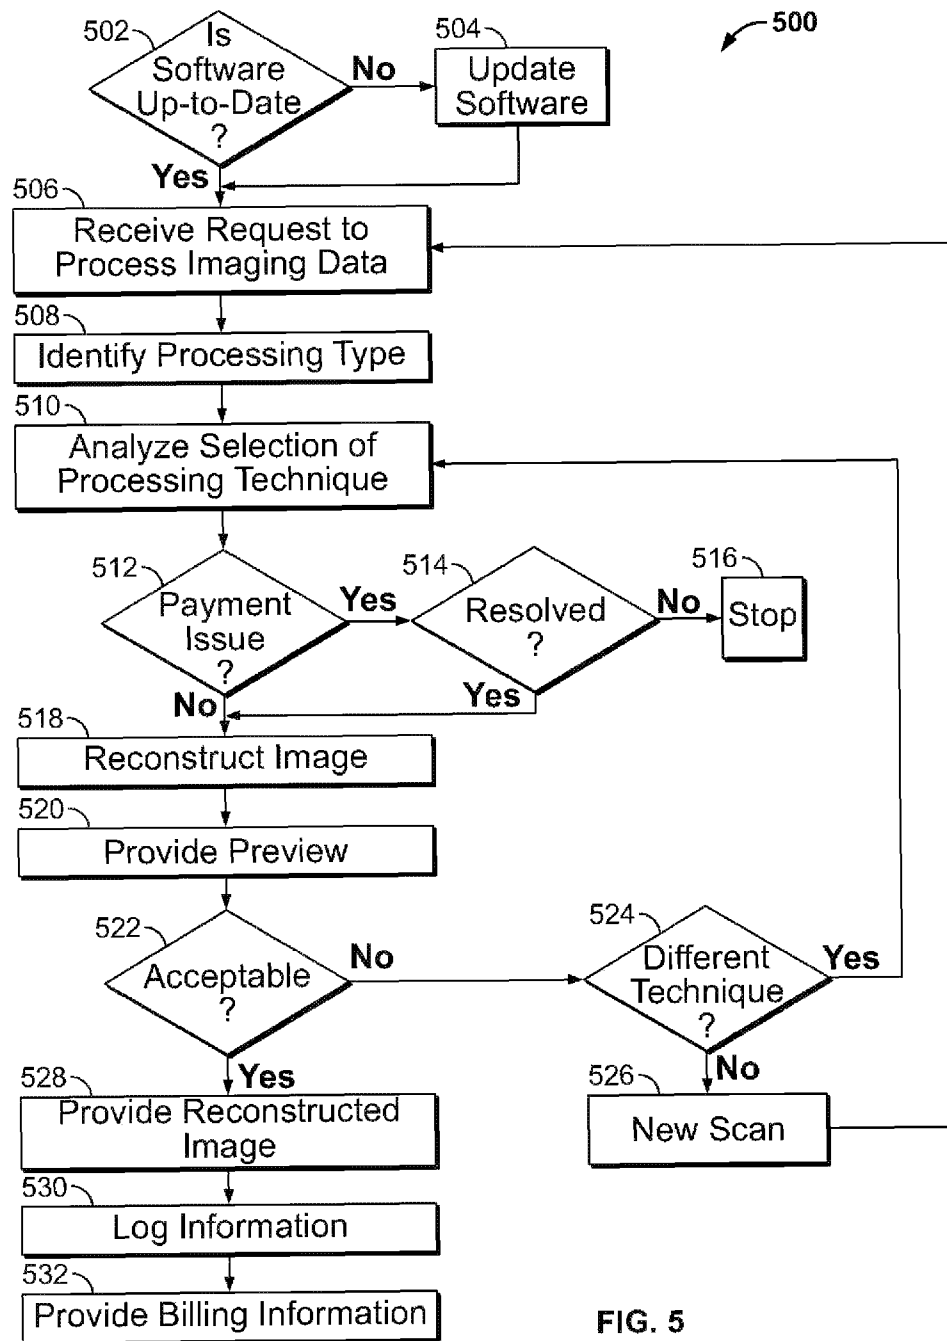 500
502
Is
Software
Up-to-Date
?
No
504
Update
Software
Yes
506
Receive Request to
Process Imaging Data
508
Identify Processing Type
510
Analyze Selection of
Processing Technique
512
Payment
Issue
?
Yes
514
Resolved
?
No
516
Stop
No
Yes
518
Reconstruct Image
520
Provide Preview
522
Acceptable
?
No
524
Different
Technique
?
Yes
No
526
New Scan
Yes
528
Provide Reconstructed
Image
530
Log Information
532
Provide Billing Information
FIG. 5